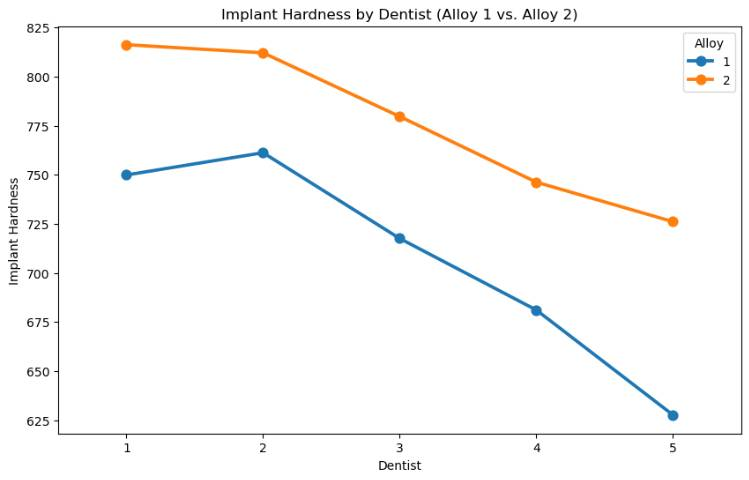 Implant Hardness by Dentist (Alloy 1 vs. Alloy 2)
Implant Hardness
825
800
775
750
725
700
675
650
625
Alloy
1
2
1 2 3 4 5
Dentist